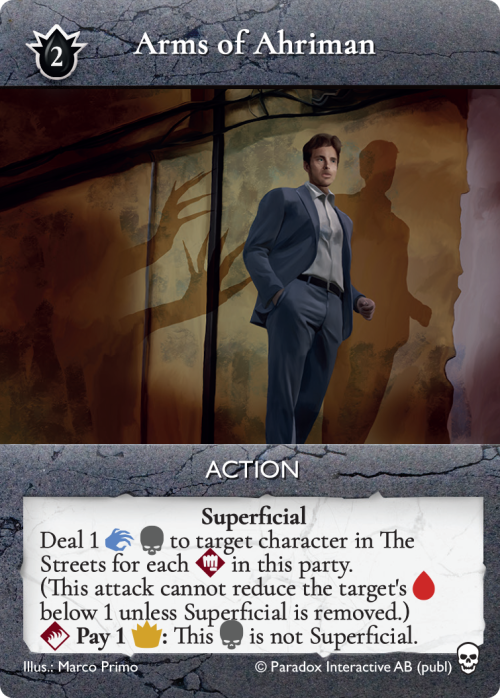 2
Arms of Ahriman
ACTION
Superficial
Deal 1 to target character in The
Streets for each in this party.
(This attack cannot reduce the target's
below 1 unless Superficial is removed.)
Pay 1 : This is not Superficial.
Illus.: Marco Primo © Paradox Interactive AB (publ)